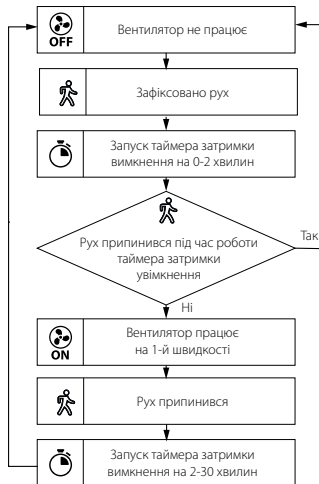 OFF
Вентилятор не працює
Зафіксовано рух
Запуск таймера затримки
вимкнення на 0-2 хвилин
Рух припинився під час роботи
таймера затримки
увімкнення
Так
Ні
ON
Вентилятор працює
на 1-й швидкості
Рух припинився
Запуск таймера затримки
вимкнення на 2-30 хвилин